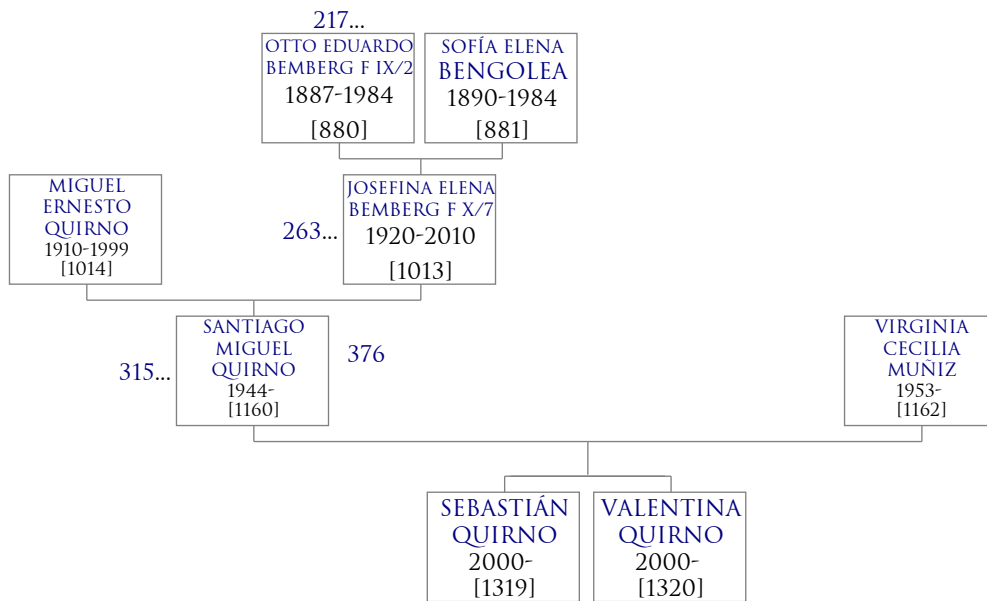 217...
OTTO EDUARDO
BEMBERG F IX/2
1887-1984
[880]
SOFÍA ELENA
BENGOLEA
1890-1984
[881]
MIGUEL
ERNESTO
QUIRNO
1910-1999
[1014]
263...
JOSEFINA ELENA
BEMBERG F X/7
1920-2010
[1013]
315...
SANTIAGO
MIGUEL
QUIRNO
1944-
[1160]
376
VIRGINIA
CECILIA
MUÑIZ
1953-
[1162]
SEBASTIÁN
QUIRNO
2000-
[1319]
VALENTINA
QUIRNO
2000-
[1320]